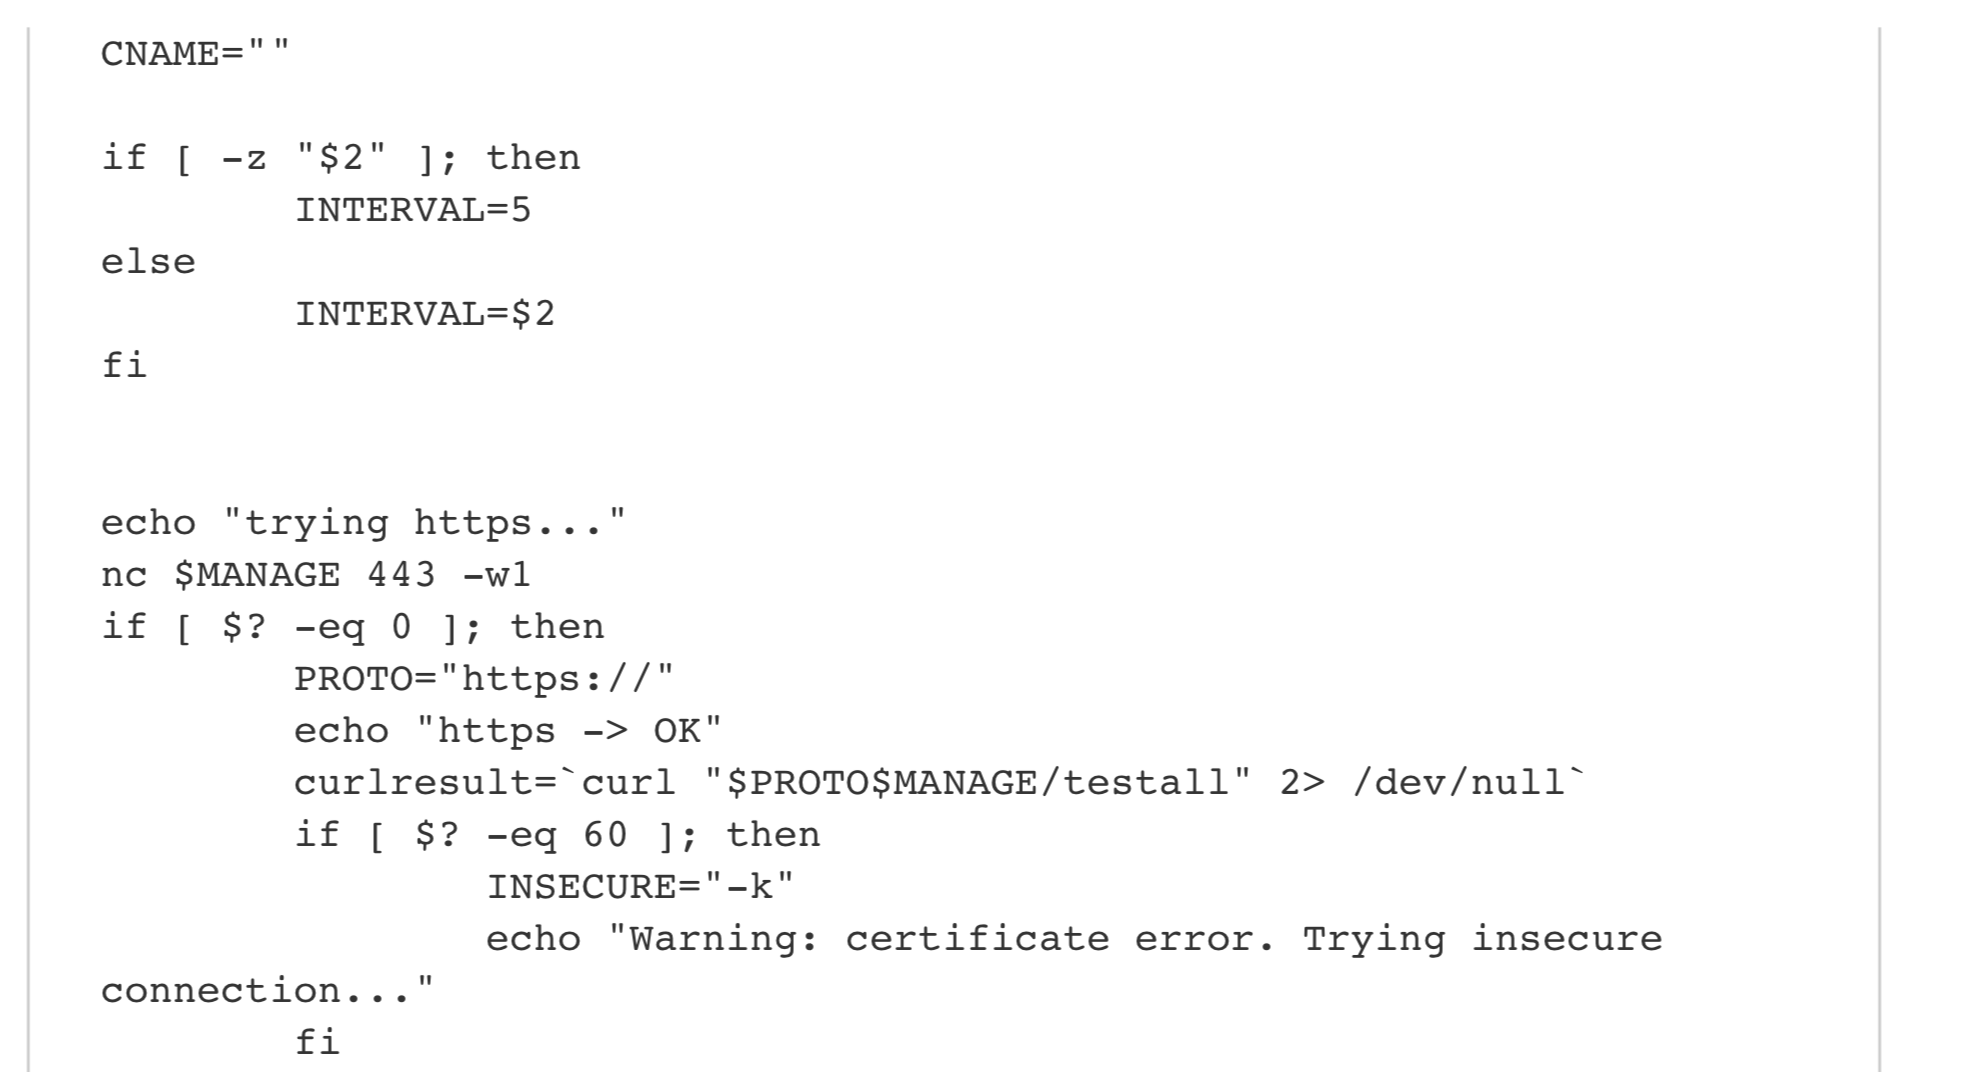 CNAME=""
if [ -z "$2" ]; then
INTERVAL=5
else
INTERVAL=$2
fi
echo "trying https..."
nc $MANAGE 443 -w1
if [ $? -eq 0 ]; then
PROTO="https://"
echo "https -> OK"
curlresult=`curl "$PROTO$MANAGE/testall" 2> /dev/null`
if [ $? -eq 60 ]; then
INSECURE="-k"
echo "Warning: certificate error. Trying insecure
connection..."
fi